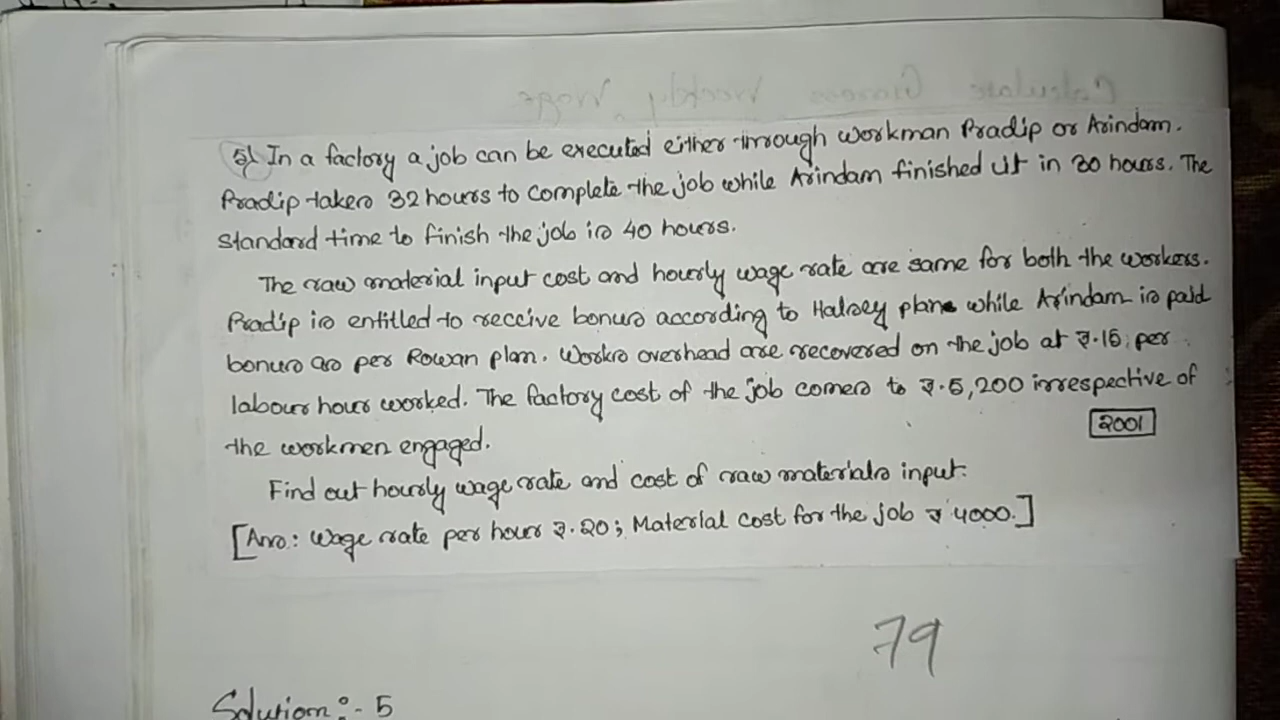 Calculate Gross Weekly Wage
5) In a factory a job can be executed either through workman Pradip or Arindam.
Pradip takes 32 hours to complete the job while Arindam finished it in 30 hours. The
standard time to finish the job is 40 hours.
The raw material input cost and hourly wage rate are same for both the workers.
Pradip is entitled to receive bonus according to Halsey plan while Arindam is paid
bonus as per Rowan plan. Works overhead are recovered on the job at ₹.15 per
labour hour worked. The factory cost of the job comes to ₹.5,200 irrespective of
the workmen engaged.
2001
Find out hourly wage rate and cost of raw materials input.
[Ans: Wage rate per hour ₹.20; Material cost for the job ₹ 4000.]
79
Solution:- 5